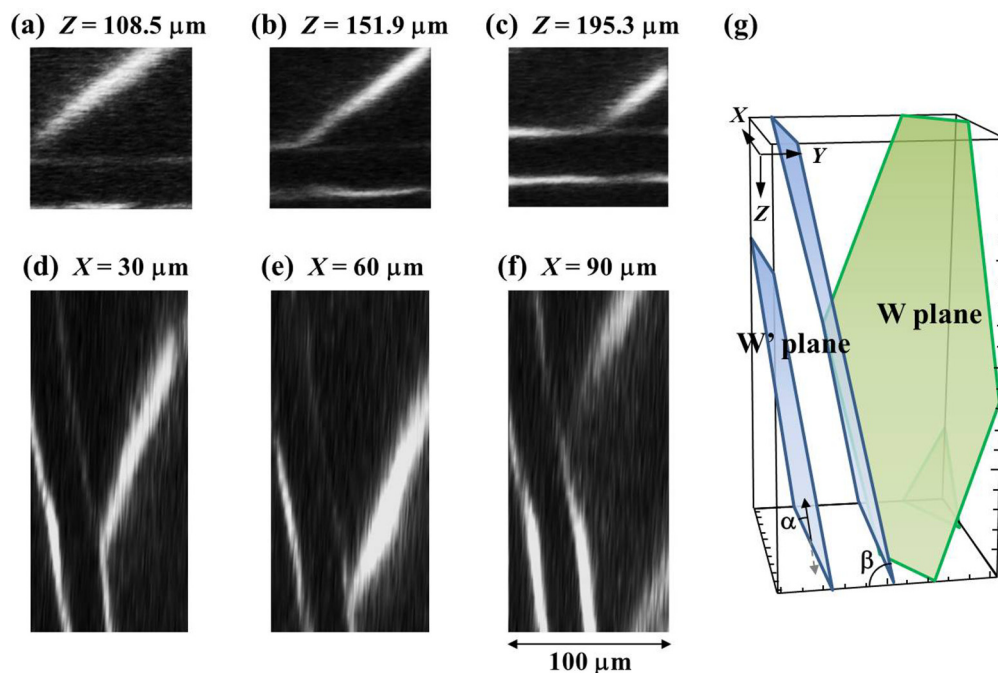 (a) Z = 108.5 μm
(b) Z = 151.9 μm
(c) Z = 195.3 μm
(g)
X
Y
Z
(d) X = 30 μm
(e) X = 60 μm
(f) X = 90 μm
W plane
W' plane
α
β
100 μm